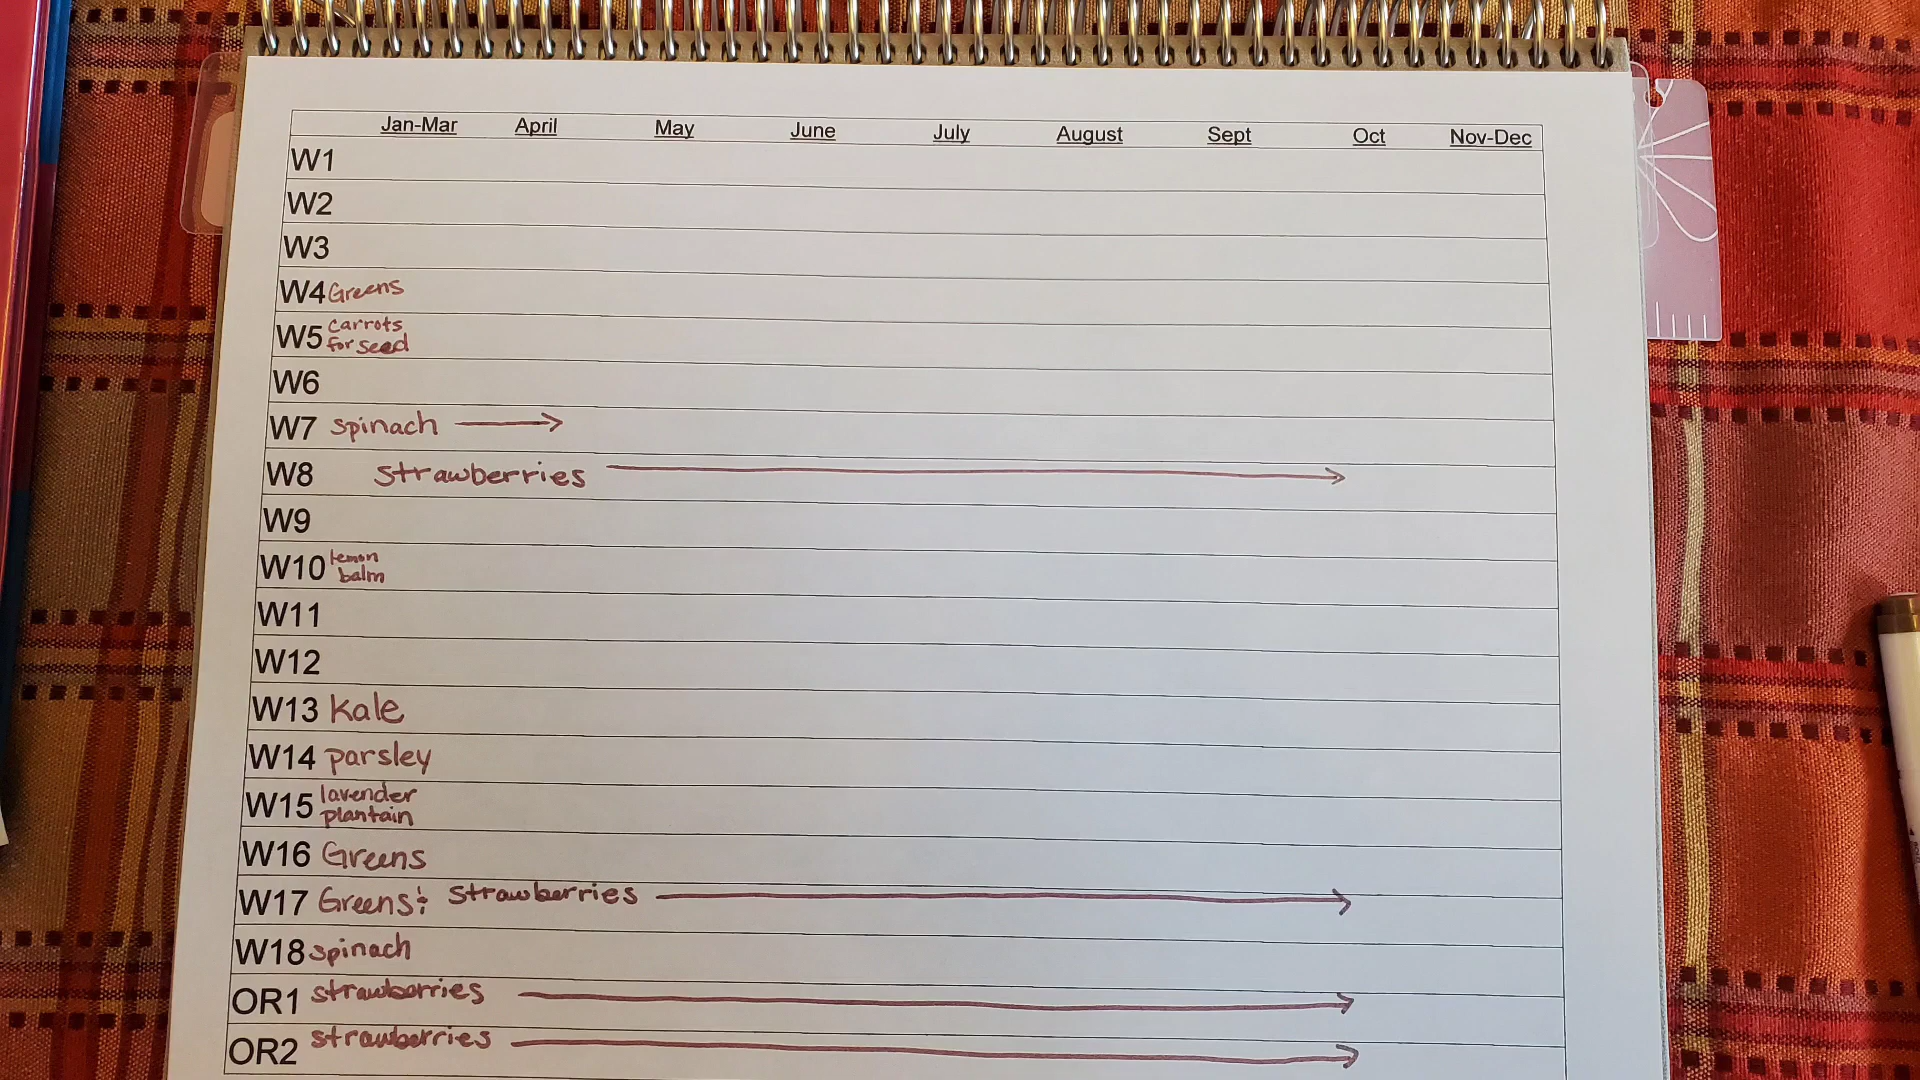 Jan-Mar April May June July August Sept Oct Nov-Dec
W1
W2
W3
W4 Greens
W5 carrots
for seed
W6
W7 spinach
W8 strawberries
W9
W10 lemon
balm
W11
W12
W13 kale
W14 parsley
W15 lavender
plantain
W16 Greens
W17 Greens & strawberries
W18 spinach
OR1 strawberries
OR2 strawberries